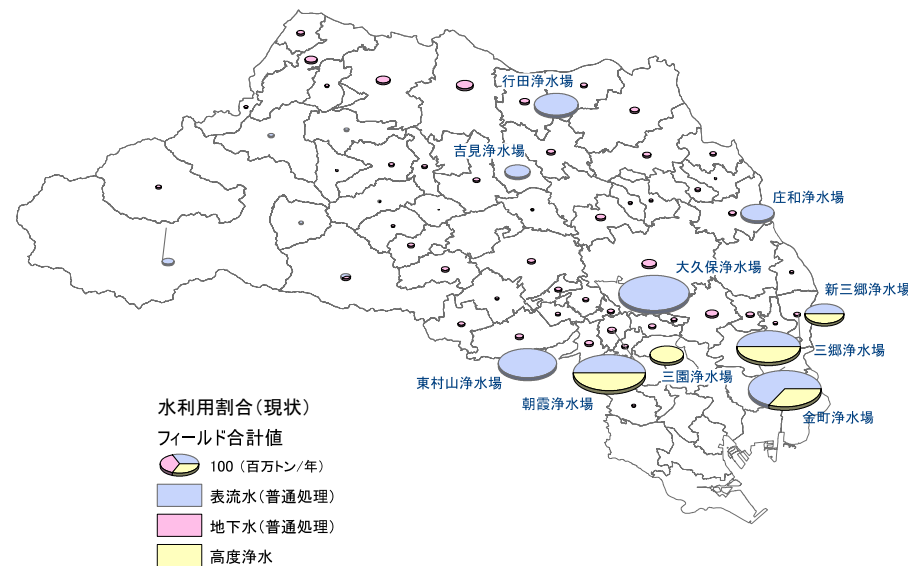 行田浄水場
吉見浄水場
庄和浄水場
大久保浄水場
新三郷浄水場
三郷浄水場
三園浄水場
東村山浄水場
朝霞浄水場
金町浄水場
水利用割合(現状)
フィールド合計値
100 (百万トン/年)
表流水(普通処理)
地下水(普通処理)
高度浄水